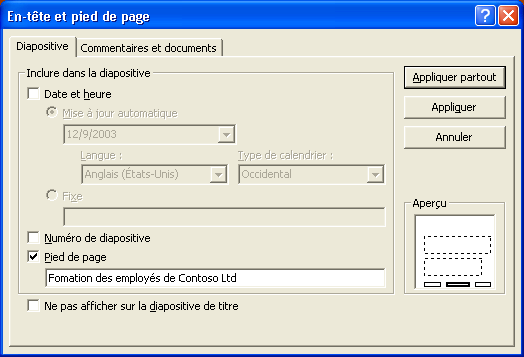 En-tête et pied de page
Diapositive
Commentaires et documents
Inclure dans la diapositive
Date et heure
Mise à jour automatique
12/9/2003
Langue :
Type de calendrier :
Anglais (États-Unis)
Occidental
Fixe
Numéro de diapositive
Pied de page
Fomation des employés de Contoso Ltd
Ne pas afficher sur la diapositive de titre
Appliquer partout
Appliquer
Annuler
Aperçu